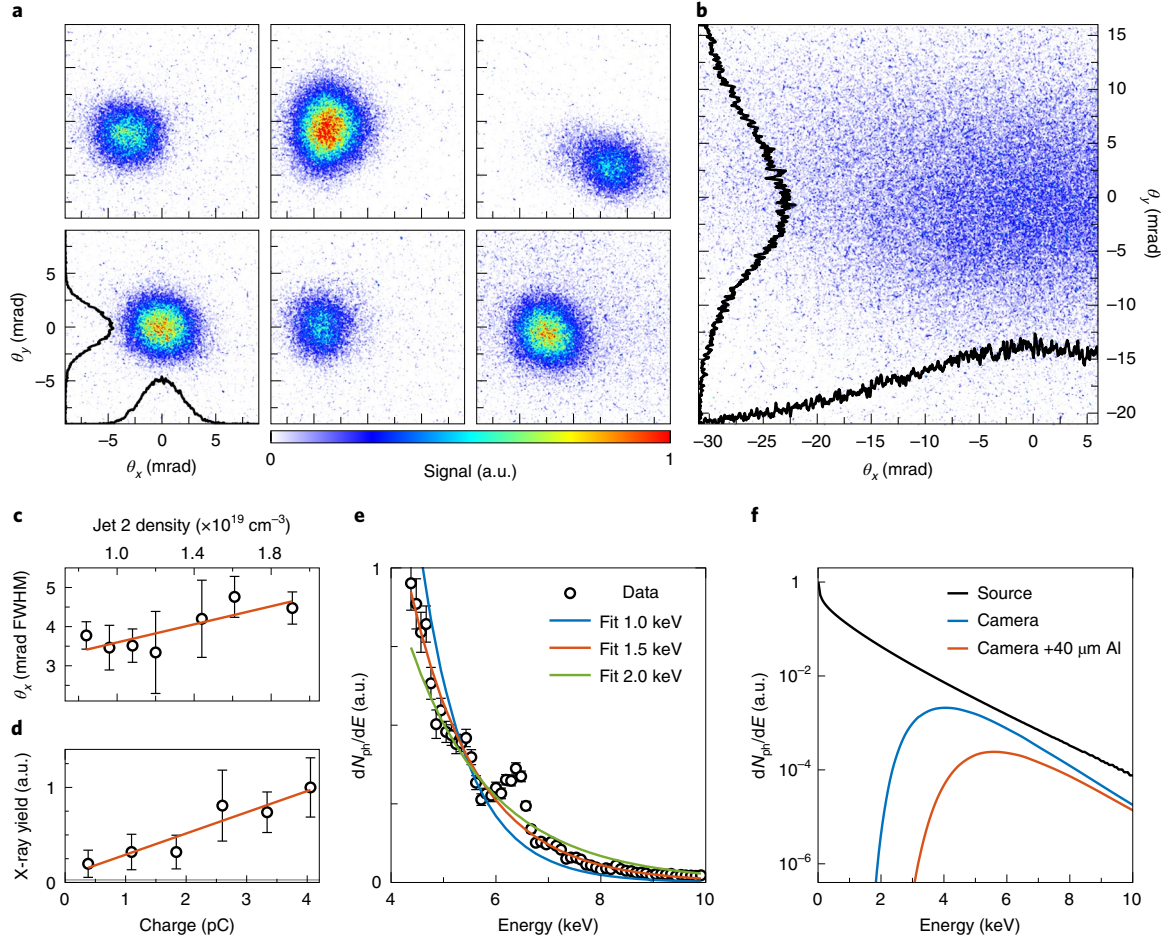 a
b
15
10
5
0
−5
−10
−15
−20
θy (mrad)
5
0
−5
θy (mrad)
−5 0 5
θx (mrad)
0 1
Signal (a.u.)
−30 −25 −20 −15 −10 −5 0 5
θx (mrad)
c
Jet 2 density (×10¹⁹ cm⁻³)
1.0 1.4 1.8
5
4
3
θx (mrad FWHM)
d
1
0
X-ray yield (a.u.)
0 1 2 3 4
Charge (pC)
e
1
0
dNph/dE (a.u.)
Data
Fit 1.0 keV
Fit 1.5 keV
Fit 2.0 keV
4 6 8 10
Energy (keV)
f
1
10⁻²
10⁻⁴
10⁻⁶
dNph/dE (a.u.)
Source
Camera
Camera +40 μm Al
0 2 4 6 8 10
Energy (keV)